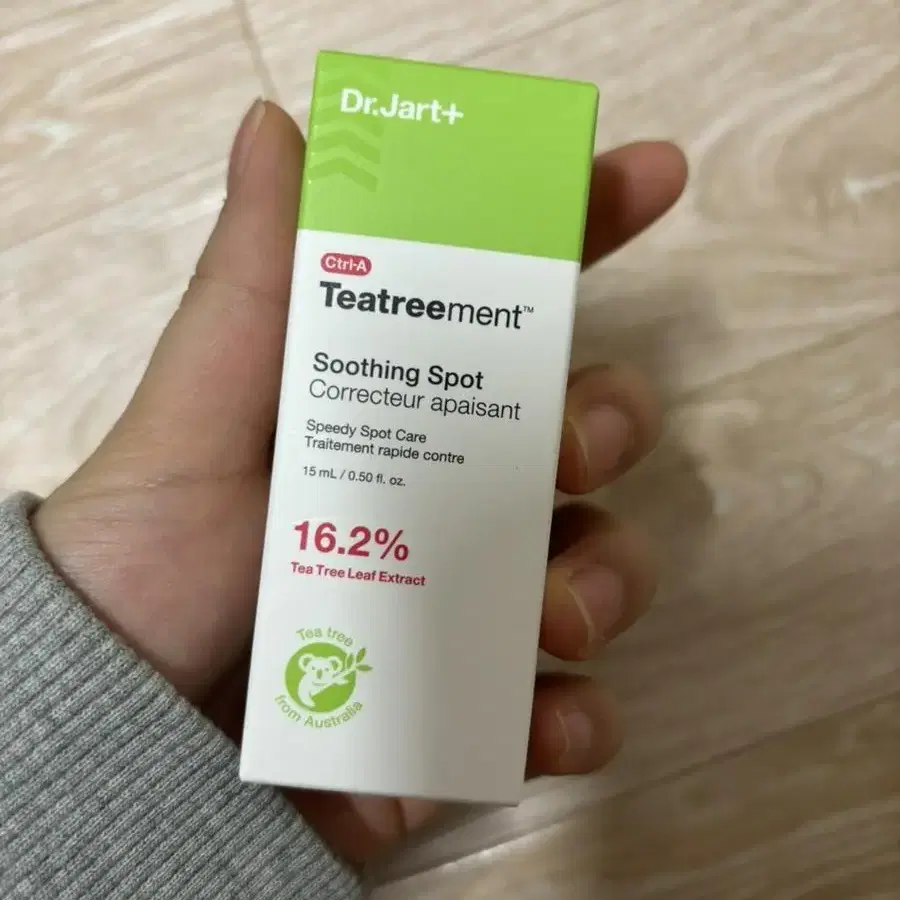 Dr.Jart+
Ctrl-A
Teatreement™
Soothing Spot
Correcteur apaisant
Speedy Spot Care
Traitement rapide contre
15 mL / 0.50 fl. oz.
16.2%
Tea Tree Leaf Extract
Tea tree
from Australia